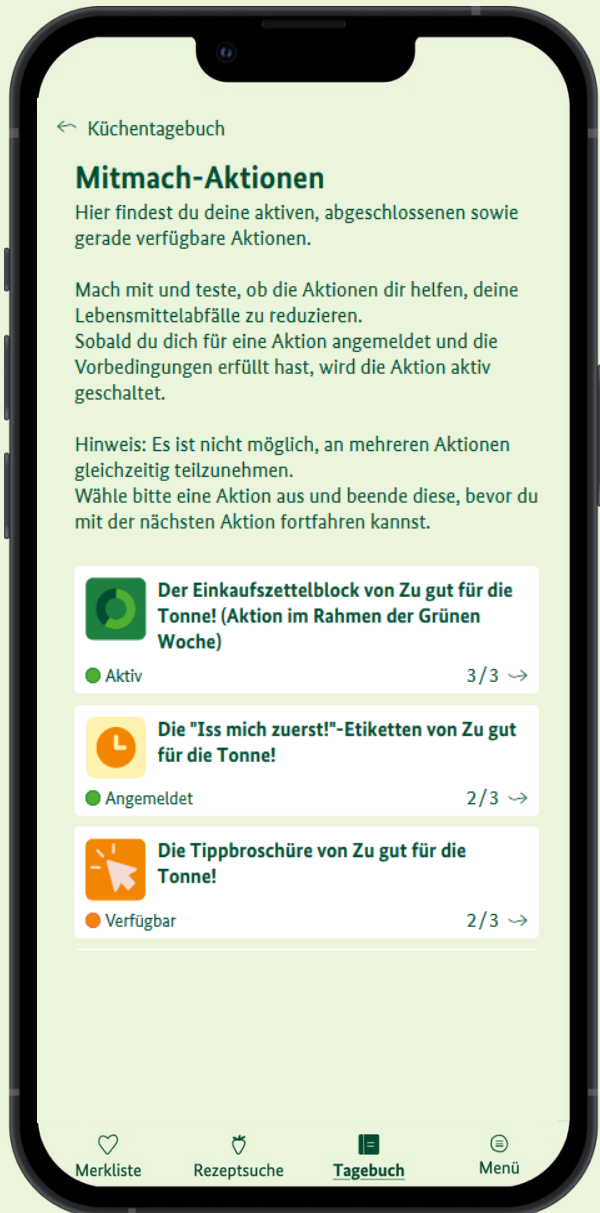 Küchentagebuch
Mitmach-Aktionen
Hier findest du deine aktiven, abgeschlossenen sowie
gerade verfügbare Aktionen.
Mach mit und teste, ob die Aktionen dir helfen, deine
Lebensmittelabfälle zu reduzieren.
Sobald du dich für eine Aktion angemeldet und die
Vorbedingungen erfüllt hast, wird die Aktion aktiv
geschaltet.
Hinweis: Es ist nicht möglich, an mehreren Aktionen
gleichzeitig teilzunehmen.
Wähle bitte eine Aktion aus und beende diese, bevor du
mit der nächsten Aktion fortfahren kannst.
Der Einkaufszettelblock von Zu gut für die
Tonne! (Aktion im Rahmen der Grünen
Woche)
Aktiv 3/3
Die "Iss mich zuerst!"-Etiketten von Zu gut
für die Tonne!
Angemeldet 2/3
Die Tippbroschüre von Zu gut für die
Tonne!
Verfügbar 2/3
Merkliste Rezeptsuche Tagebuch Menü